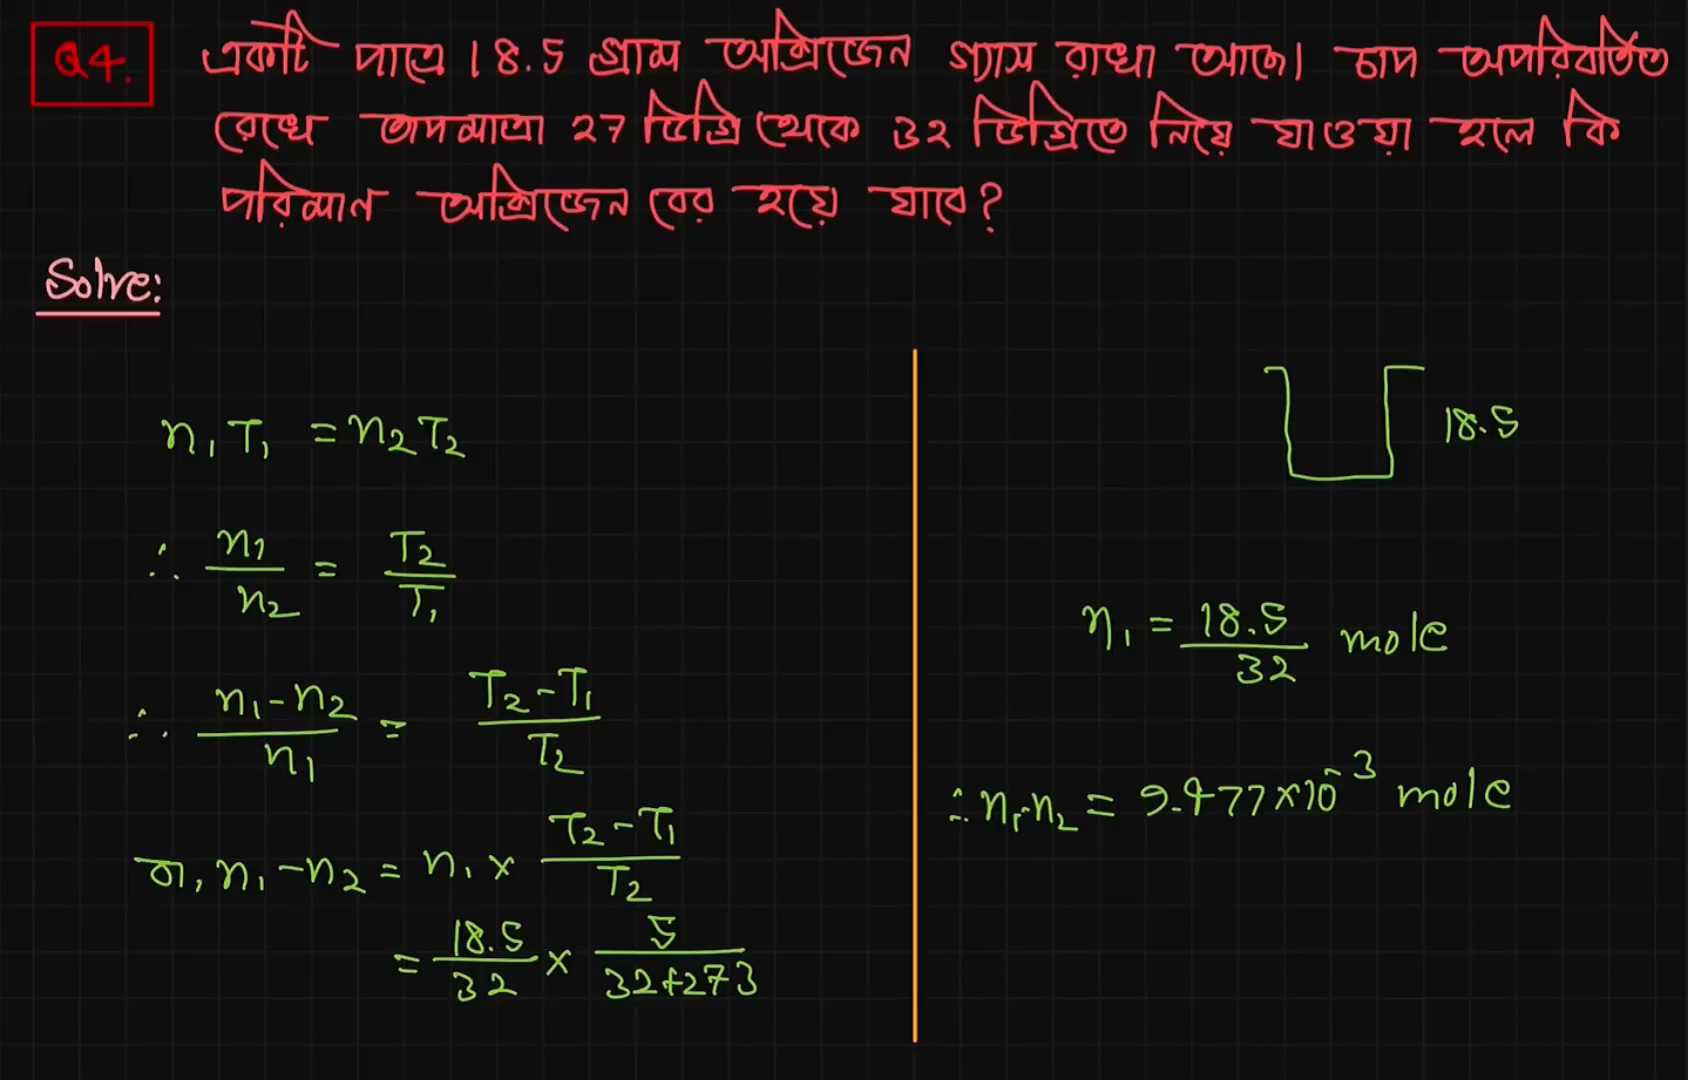 Q4. একটি পাত্রে 18.5 গ্রাম অক্সিজেন গ্যাস রাখা আছে। চাপ অপরিবর্তিত
রেখে তাপমাত্রা 27 ডিগ্রি থেকে 32 ডিগ্রিতে নিয়ে যাওয়া হলে কি
পরিমান অক্সিজেন বের হয়ে যাবে?
Solve:
n₁T₁ = n₂T₂
∴ n₁/n₂ = T₂/T₁
∴ (n₁-n₂)/n₁ = (T₂-T₁)/T₂
বা, n₁-n₂ = n₁ × (T₂-T₁)/T₂
= 18.5/32 × 5/(32+273)
18.5
n₁ = 18.5/32 mole
∴ n₁-n₂ = 9.477×10⁻³ mole